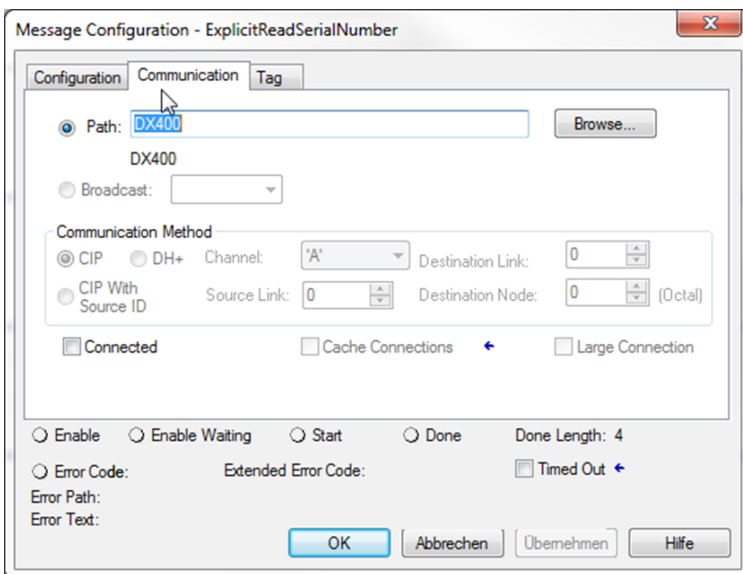 Message Configuration - ExplicitReadSerialNumber
Configuration Communication Tag
Path: DX400 Browse...
DX400
Broadcast:
Communication Method
CIP DH+ Channel: 'A' Destination Link: 0
CIP With Source ID Source Link: 0 Destination Node: 0 (Octal)
Connected Cache Connections Large Connection
Enable Enable Waiting Start Done Done Length: 4
Error Code: Extended Error Code: Timed Out
Error Path:
Error Text:
OK Abbrechen Übernehmen Hilfe